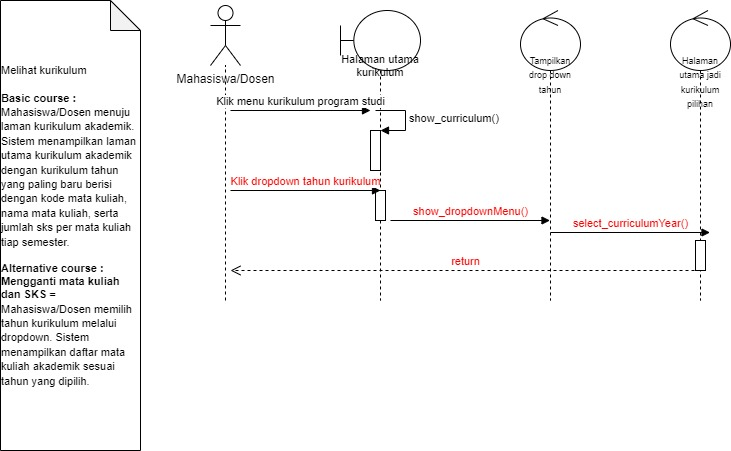 Melihat kurikulum
Basic course :
Mahasiswa/Dosen menuju
laman kurikulum akademik.
Sistem menampilkan laman
utama kurikulum akademik
dengan kurikulum tahun
yang paling baru berisi
dengan kode mata kuliah,
nama mata kuliah, serta
jumlah sks per mata kuliah
tiap semester.
Alternative course :
Mengganti mata kuliah
dan SKS =
Mahasiswa/Dosen memilih
tahun kurikulum melalui
dropdown. Sistem
menampilkan daftar mata
kuliah akademik sesuai
tahun yang dipilih.
Mahasiswa/Dosen
Halaman utama
kurikulum
Tampilkan
drop down
tahun
Halaman
utama jadi
kurikulum
pilihan
Klik menu kurikulum program studi
show_curriculum()
Klik dropdown tahun kurikulum
show_dropdownMenu()
select_curriculumYear()
return